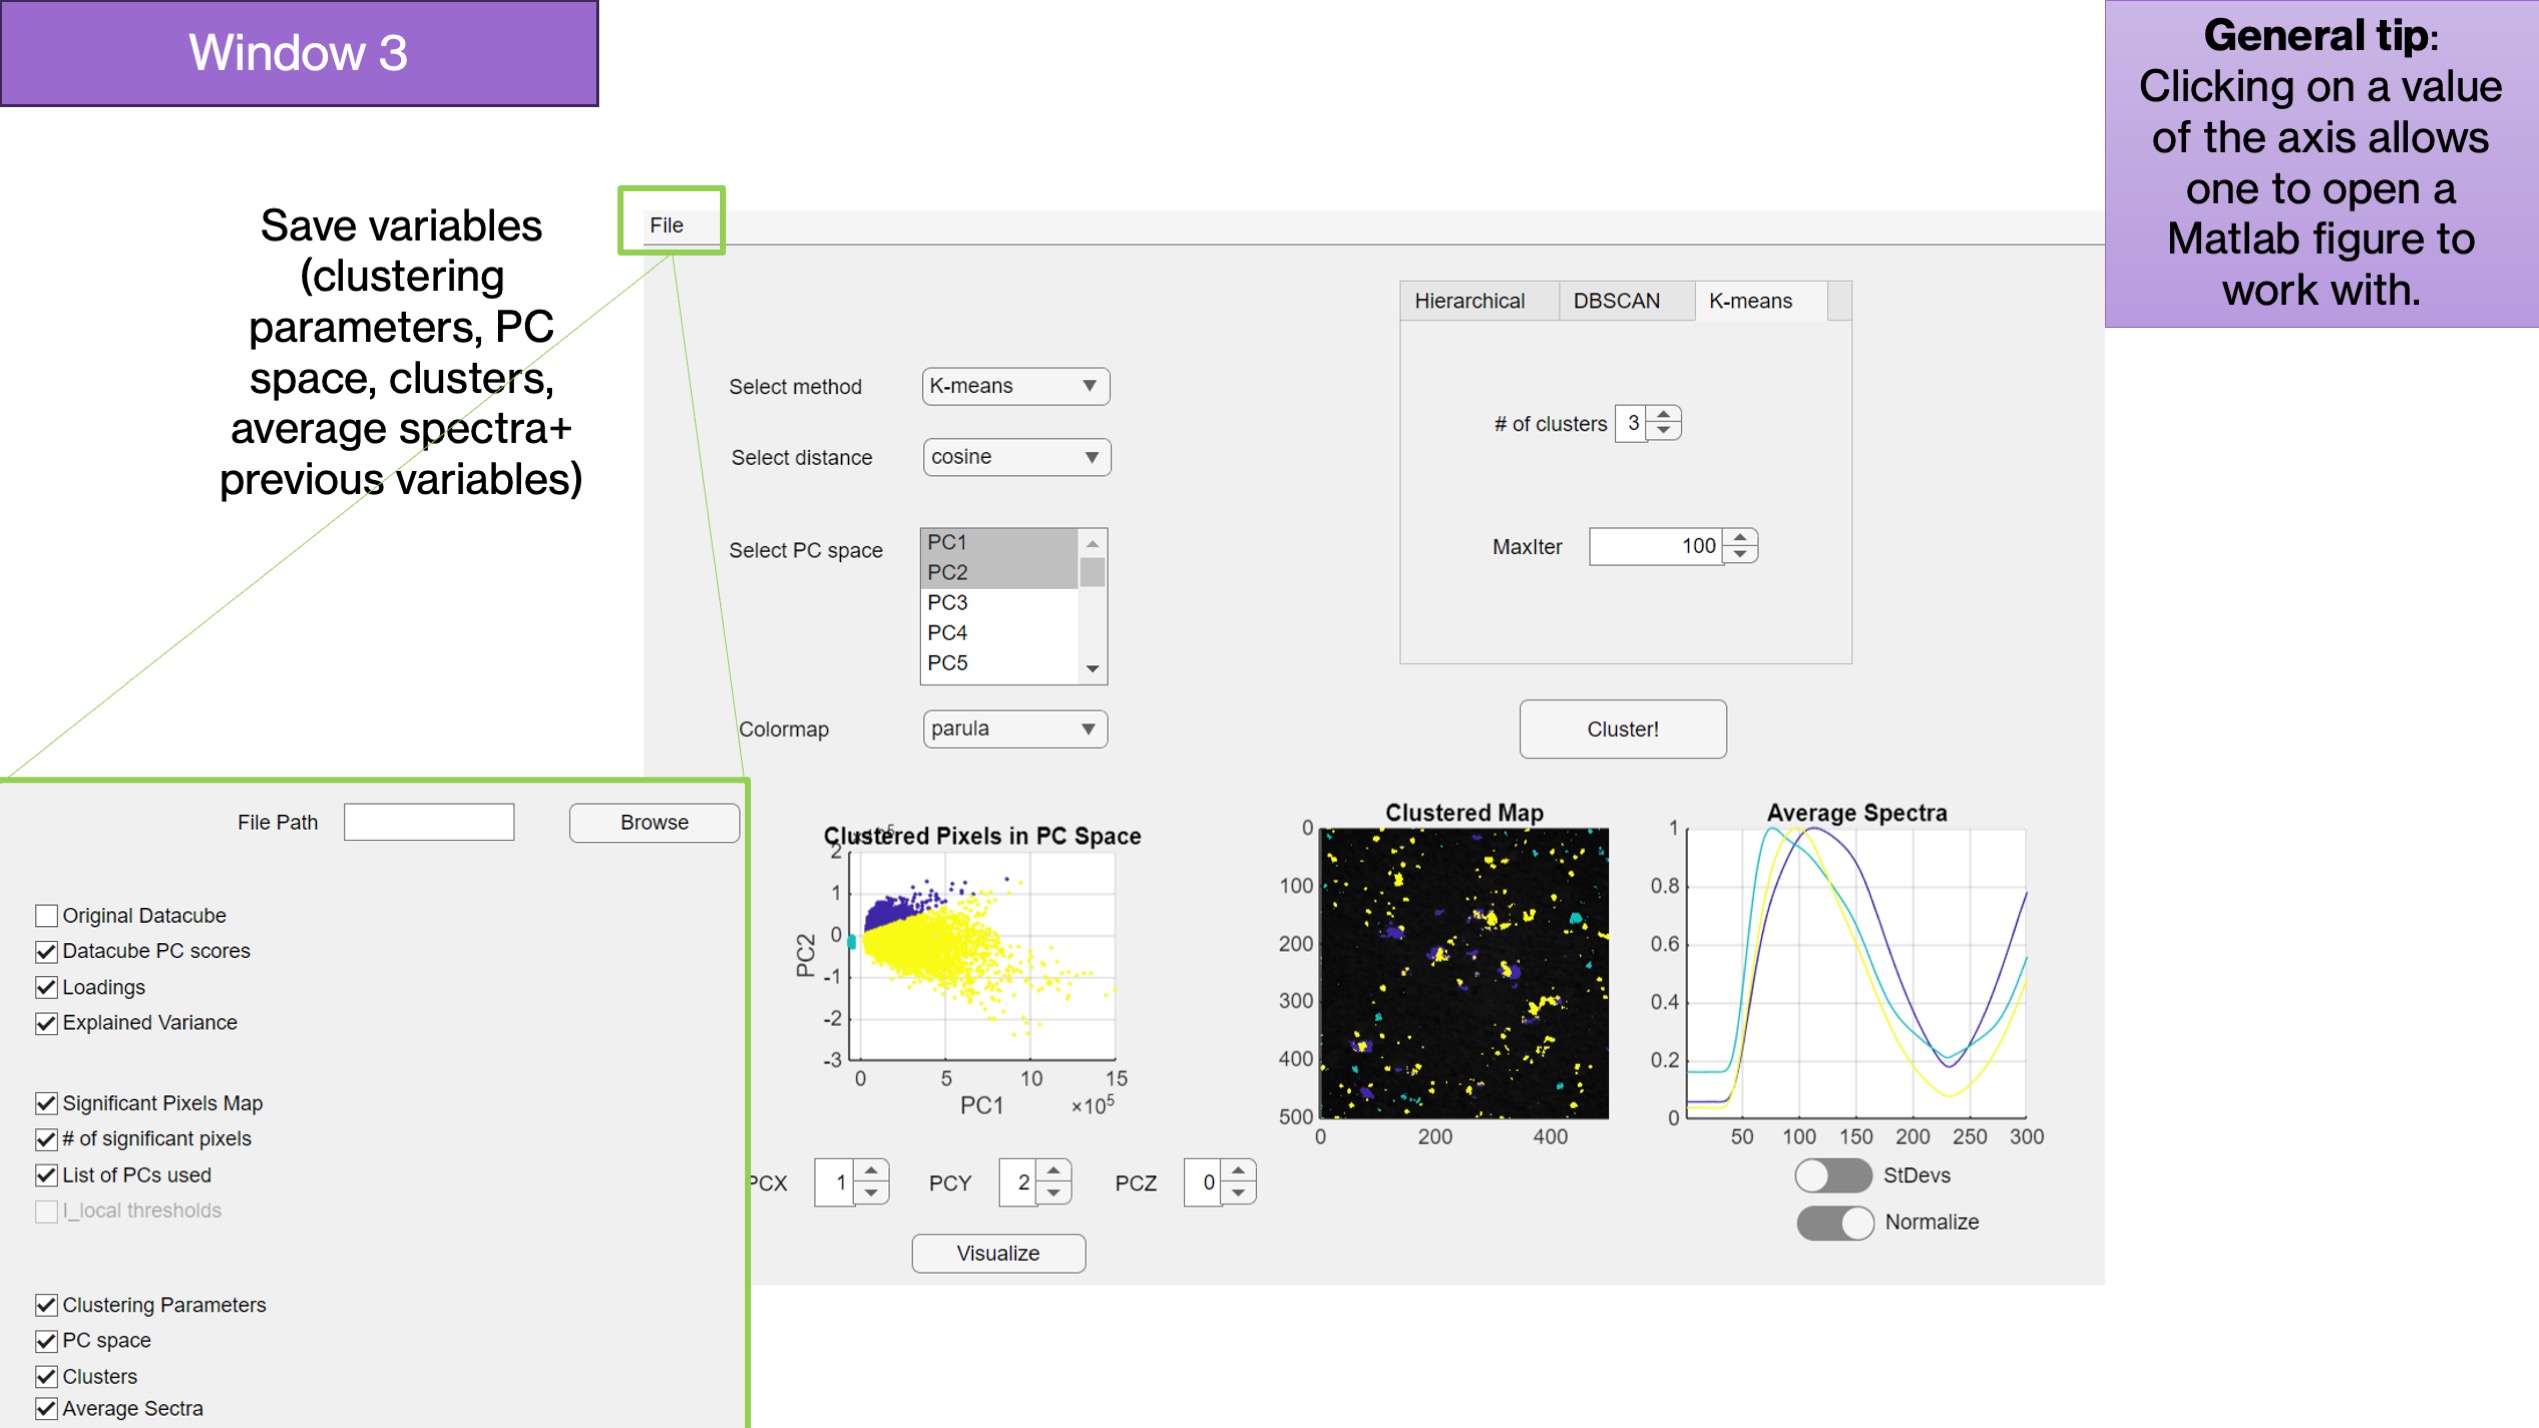 Window 3
General tip:
Clicking on a value
of the axis allows
one to open a
Matlab figure to
work with.
Save variables
(clustering
parameters, PC
space, clusters,
average spectra+
previous variables)
File
Hierarchical DBSCAN K-means
Select method K-means
# of clusters 3
Select distance cosine
Select PC space
PC1
PC2
PC3
PC4
PC5
MaxIter 100
Colormap parula
Cluster!
File Path Browse
Original Datacube
Datacube PC scores
Loadings
Explained Variance
Significant Pixels Map
# of significant pixels
List of PCs used
I_local thresholds
Clustering Parameters
PC space
Clusters
Average Sectra
Clustered Pixels in PC Space
2
1
0
-1
-2
-3
PC2
0 5 10 15
PC1 ×10⁵
Clustered Map
0
100
200
300
400
500
0 200 400
Average Spectra
1
0.8
0.6
0.4
0.2
0
50 100 150 200 250 300
PCX 1 PCY 2 PCZ 0
Visualize
StDevs
Normalize